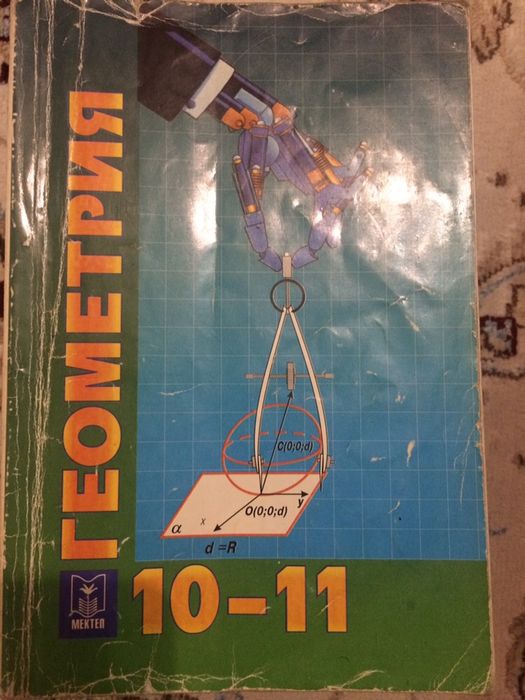 ГЕОМЕТРИЯ
C(0;0;d)
O(0;0;d)
y
x
α
d =R
МЕКТЕП
10–11